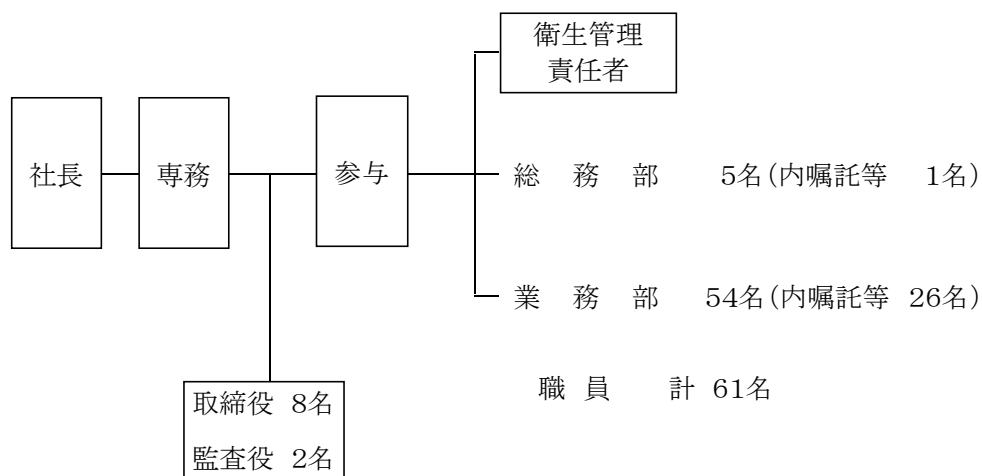 衛生管理
責任者
社長
専務
参与
総務部 5名(内嘱託等 1名)
業務部 54名(内嘱託等 26名)
職員 計 61名
取締役 8名
監査役 2名